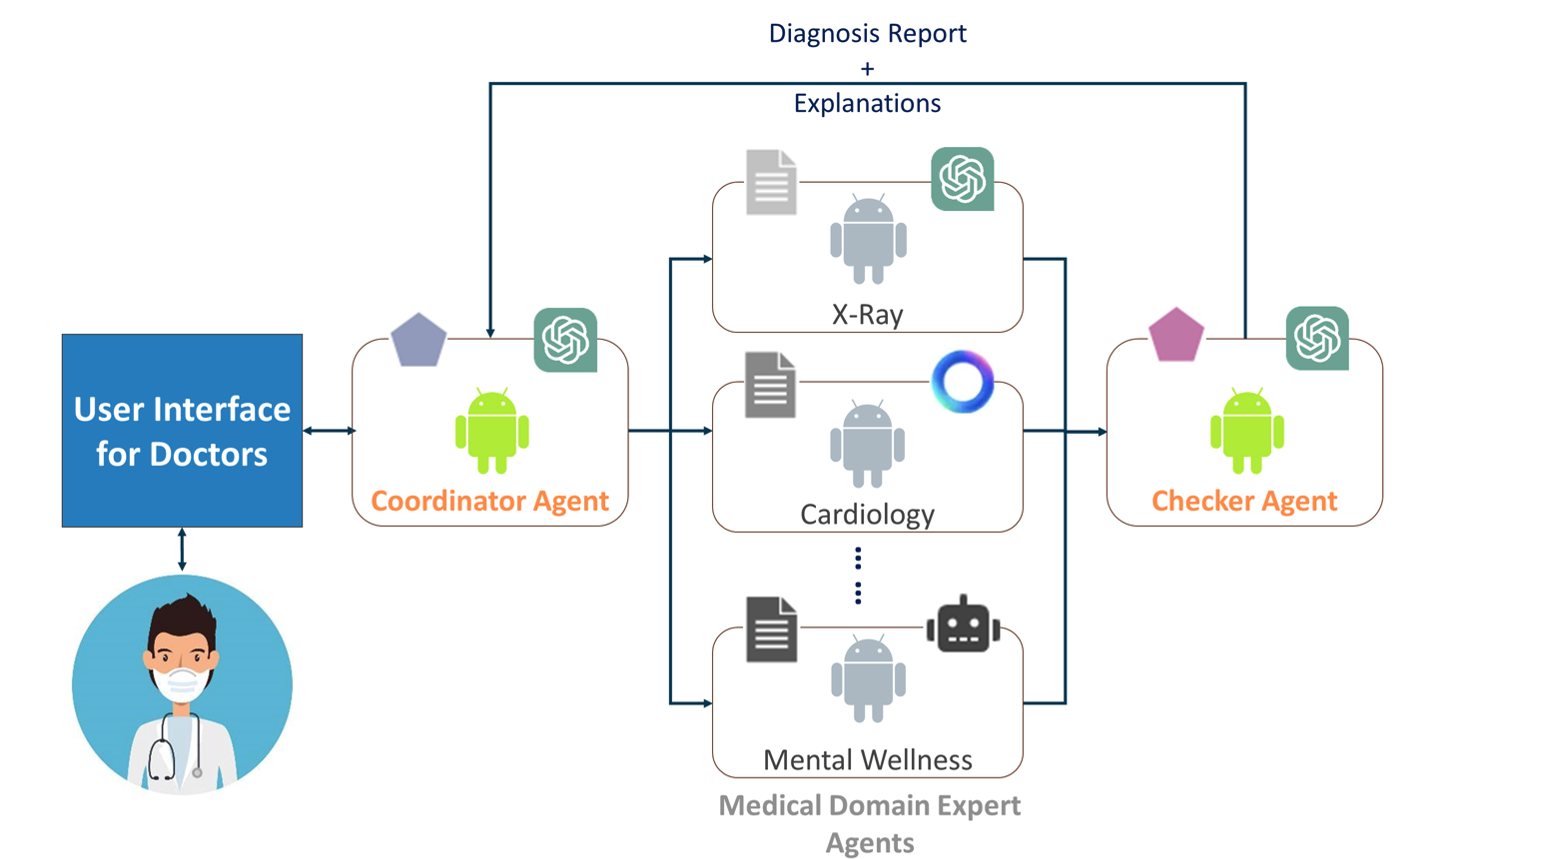 Diagnosis Report
+
Explanations
X-Ray
User Interface
for Doctors
Coordinator Agent
Cardiology
Checker Agent
Mental Wellness
Medical Domain Expert
Agents